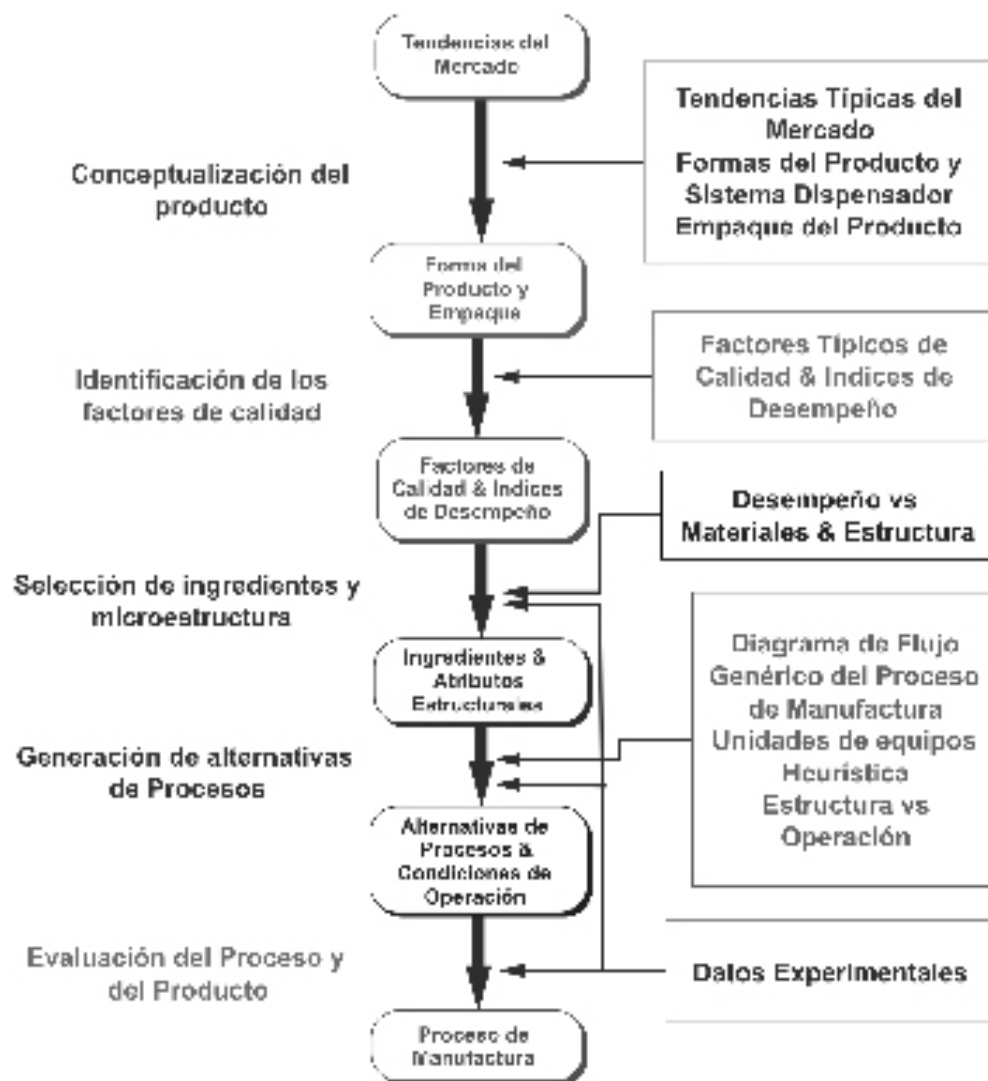 Tendencias del
Mercado
Tendencias Típicas del
Mercado
Formas del Producto y
Sistema Dispensador
Empaque del Producto
Conceptualización del
producto
Forma del
Producto y
Empaque
Factores Típicos de
Calidad & Indices de
Desempeño
Identificación de los
factores de calidad
Factores de
Calidad & Indices
de Desempeño
Desempeño vs
Materiales & Estructura
Selección de ingredientes y
microestructura
Ingredientes &
Atributos
Estructurales
Diagrama de Flujo
Genérico del Proceso
de Manufactura
Unidades de equipos
Heurística
Estructura vs
Operación
Generación de alternativas
de Procesos
Alternativas de
Procesos &
Condiciones de
Operación
Evaluación del Proceso y
del Producto
Datos Experimentales
Proceso de
Manufactura